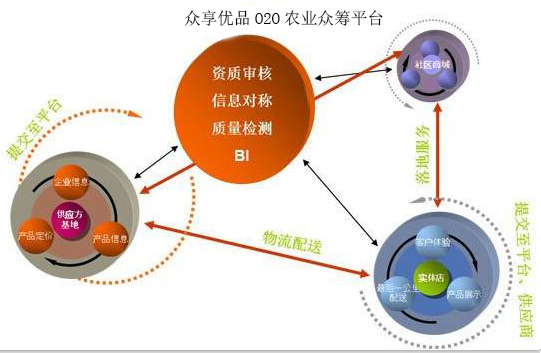 众享优品 O2O 农业众筹平台
资质审核
信息对称
质量检测
BI
社区商城
提交至平台
落地服务
企业信息
供应方
基地
产品定价
产品信息
物流配送
客户体验
实体店
最后一公里
配送
产品展示
提交至平台、供应商